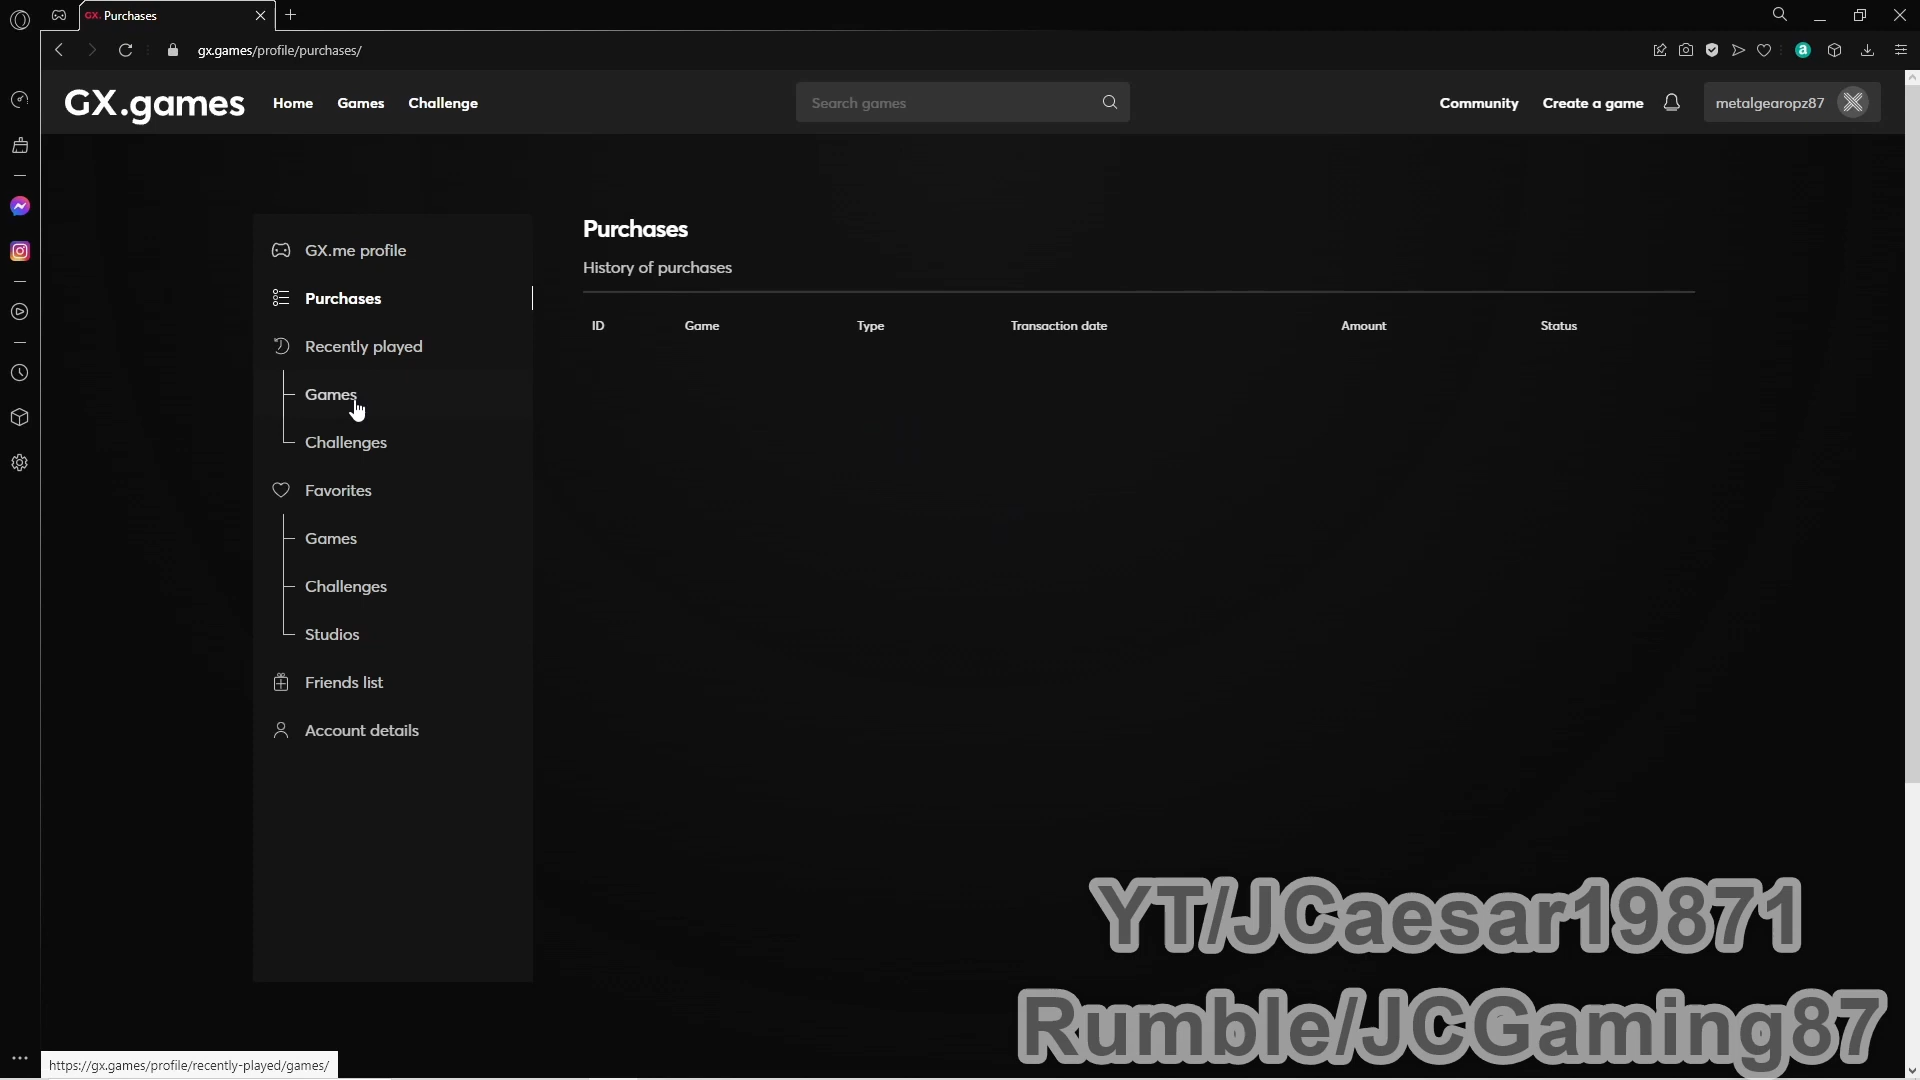 GX Purchases
gx.games/profile/purchases/
GX.games Home Games Challenge Search games Community Create a game metalgearopz87
GX.me profile
Purchases
Recently played
Games
Challenges
Favorites
Games
Challenges
Studios
Friends list
Account details
Purchases
History of purchases
ID Game Type Transaction date Amount Status
YT/JCaesar19871
Rumble/JCGaming87
https://gx.games/profile/recently-played/games/